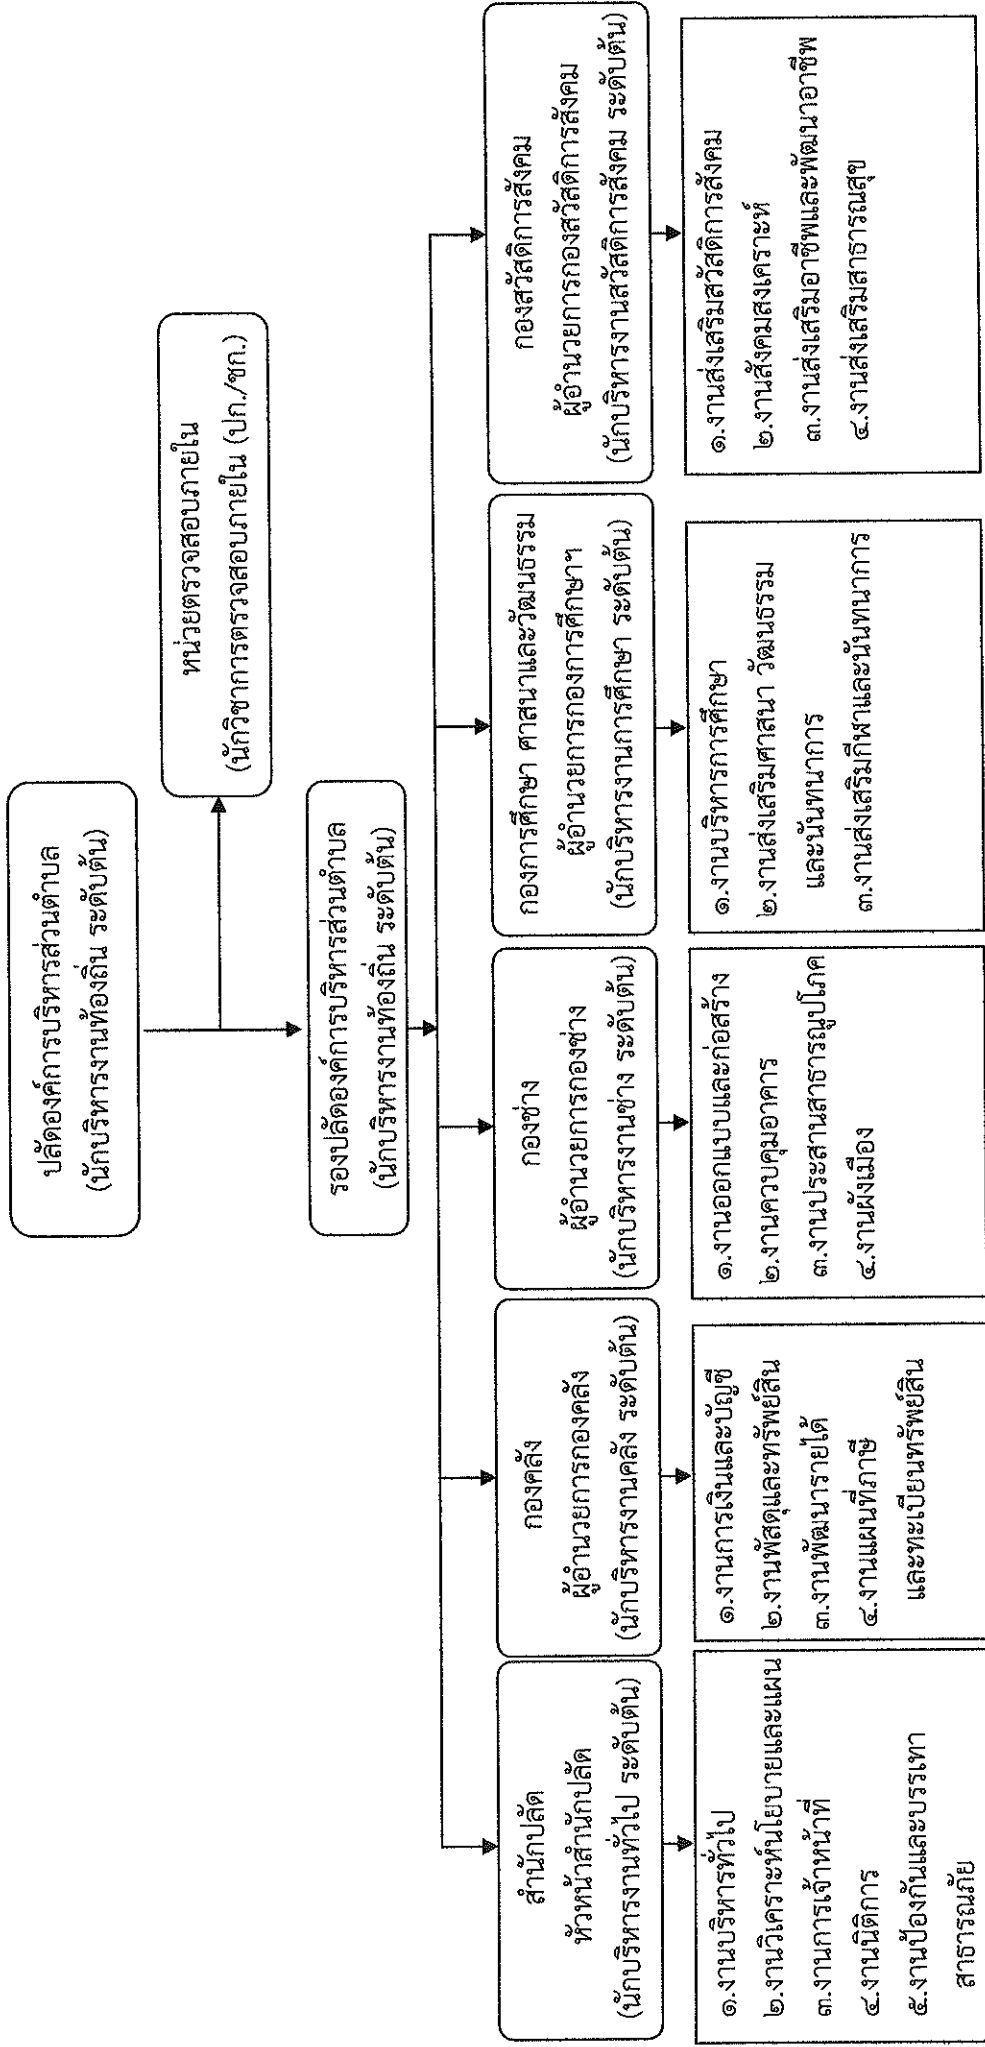 ปลัดองค์การบริหารส่วนตำบล
(นักบริหารงานท้องถิ่น ระดับต้น)
หน่วยตรวจสอบภายใน
(นักวิชาการตรวจสอบภายใน (ปก./ชก.)
รองปลัดองค์การบริหารส่วนตำบล
(นักบริหารงานท้องถิ่น ระดับต้น)
สำนักปลัด
หัวหน้าสำนักปลัด
(นักบริหารงานทั่วไป ระดับต้น)
๑.งานบริหารทั่วไป
๒.งานวิเคราะห์นโยบายและแผน
๓.งานการเจ้าหน้าที่
๔.งานนิติการ
๕.งานป้องกันและบรรเทา
สาธารณภัย
กองคลัง
ผู้อำนวยการกองคลัง
(นักบริหารงานคลัง ระดับต้น)
๑.งานการเงินและบัญชี
๒.งานพัสดุและทรัพย์สิน
๓.งานพัฒนารายได้
๔.งานแผนที่ภาษี
และทะเบียนทรัพย์สิน
กองช่าง
ผู้อำนวยการกองช่าง
(นักบริหารงานช่าง ระดับต้น)
๑.งานออกแบบและก่อสร้าง
๒.งานควบคุมอาคาร
๓.งานประสานสาธารณูปโภค
๔.งานผังเมือง
กองการศึกษา ศาสนาและวัฒนธรรม
ผู้อำนวยการกองการศึกษาฯ
(นักบริหารงานการศึกษา ระดับต้น)
๑.งานบริหารการศึกษา
๒.งานส่งเสริมศาสนา วัฒนธรรม
และนันทนาการ
๓.งานส่งเสริมกีฬาและนันทนาการ
กองสวัสดิการสังคม
ผู้อำนวยการกองสวัสดิการสังคม
(นักบริหารงานสวัสดิการสังคม ระดับต้น)
๑.งานส่งเสริมสวัสดิการสังคม
๒.งานสังคมสงเคราะห์
๓.งานส่งเสริมอาชีพและพัฒนาอาชีพ
๔.งานส่งเสริมสาธารณสุข